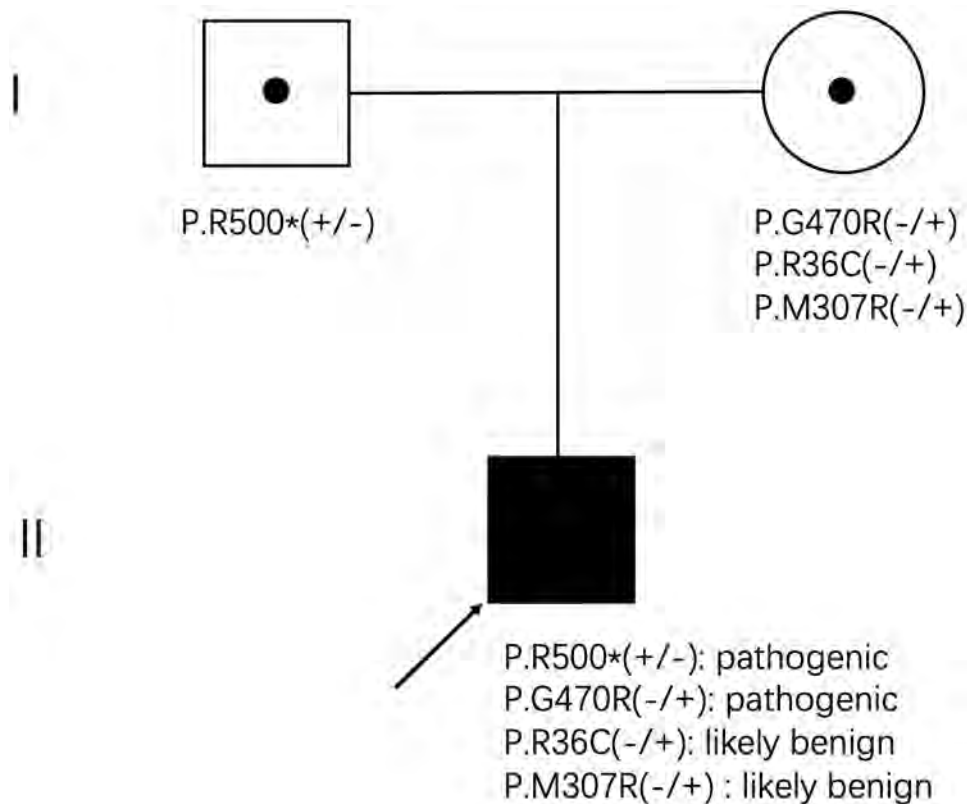 I
P.R500*(+/-)
P.G470R(-/+)
P.R36C(-/+)
P.M307R(-/+)
II
P.R500*(+/-): pathogenic
P.G470R(-/+): pathogenic
P.R36C(-/+): likely benign
P.M307R(-/+) : likely benign